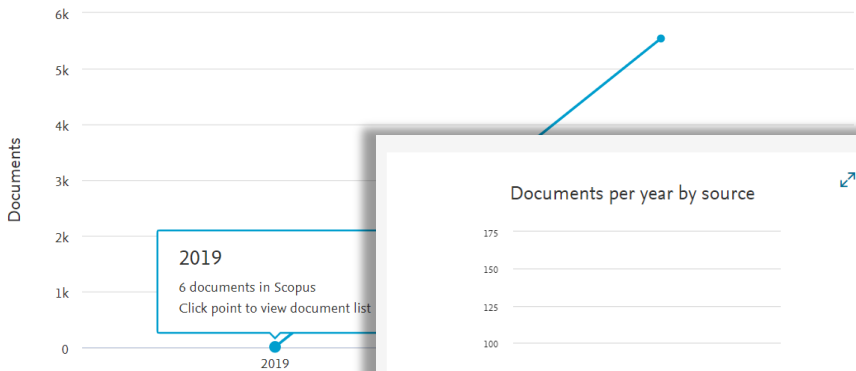 6k
5k
4k
3k
2k
1k
0
Documents
2019
6 documents in Scopus
Click point to view document list
2019
Documents per year by source
175
150
125
100